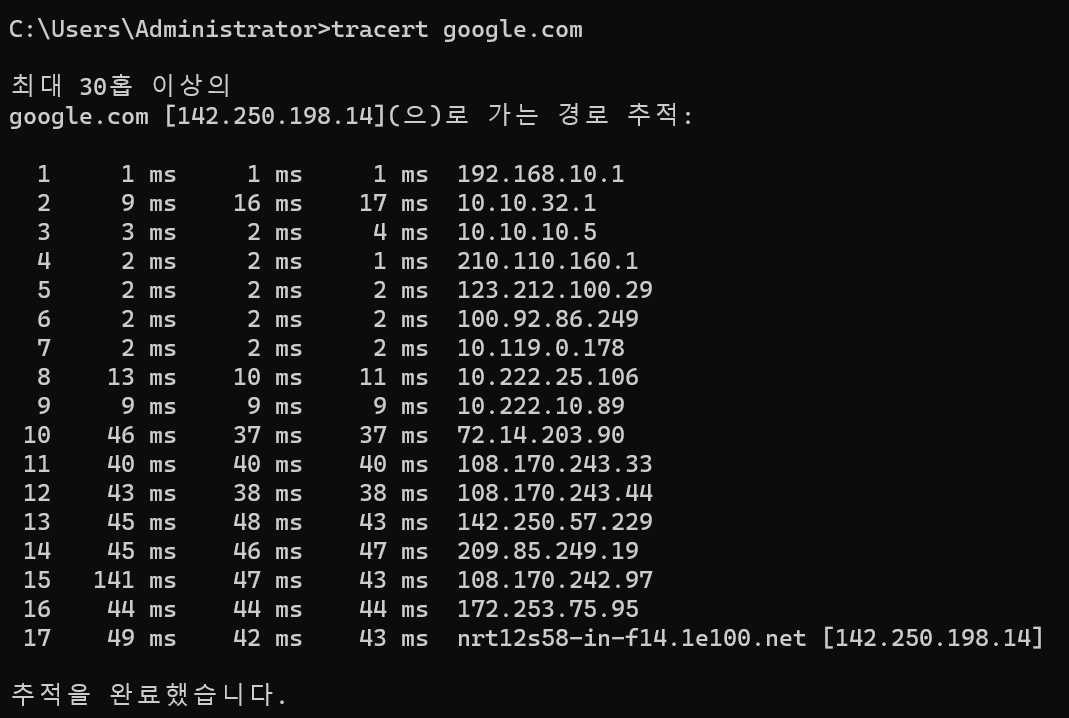 C:\Users\Administrator>tracert google.com
최대 30홉 이상의
google.com [142.250.198.14](으)로 가는 경로 추적:
1 1 ms 1 ms 1 ms 192.168.10.1
2 9 ms 16 ms 17 ms 10.10.32.1
3 3 ms 2 ms 4 ms 10.10.10.5
4 2 ms 2 ms 1 ms 210.110.160.1
5 2 ms 2 ms 2 ms 123.212.100.29
6 2 ms 2 ms 2 ms 100.92.86.249
7 2 ms 2 ms 2 ms 10.119.0.178
8 13 ms 10 ms 11 ms 10.222.25.106
9 9 ms 9 ms 9 ms 10.222.10.89
10 46 ms 37 ms 37 ms 72.14.203.90
11 40 ms 40 ms 40 ms 108.170.243.33
12 43 ms 38 ms 38 ms 108.170.243.44
13 45 ms 48 ms 43 ms 142.250.57.229
14 45 ms 46 ms 47 ms 209.85.249.19
15 141 ms 47 ms 43 ms 108.170.242.97
16 44 ms 44 ms 44 ms 172.253.75.95
17 49 ms 42 ms 43 ms nrt12s58-in-f14.1e100.net [142.250.198.14]
추적을 완료했습니다.